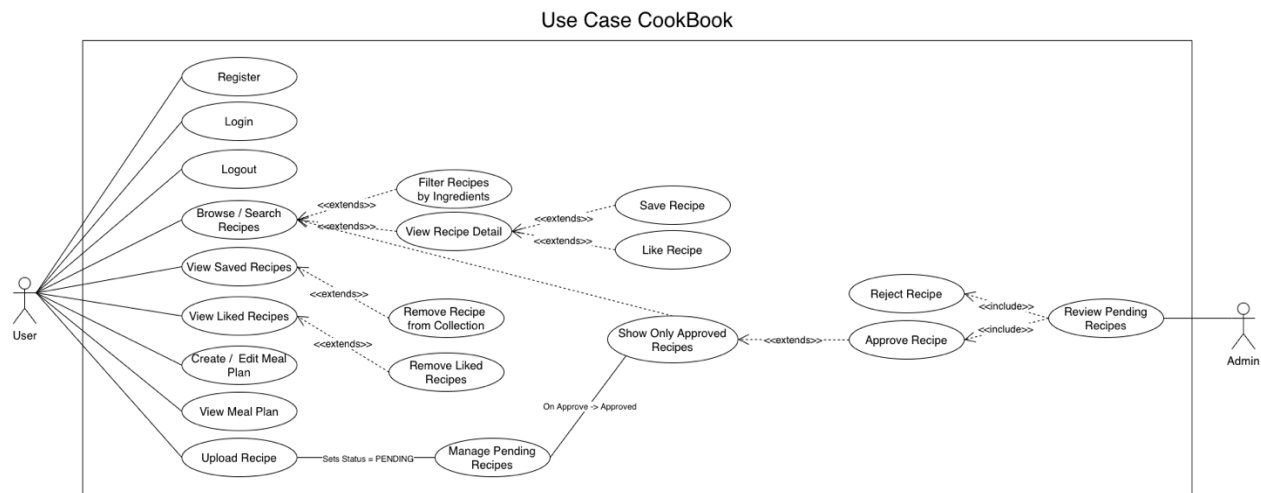 Use Case CookBook
Register
Login
Logout
Browse / Search
Recipes
View Saved Recipes
View Liked Recipes
Create /  Edit Meal
Plan
View Meal Plan
Upload Recipe
User
Filter Recipes
by Ingredients
<<extends>>
<<extends>>
View Recipe Detail
<<extends>>
<<extends>>
Save Recipe
Like Recipe
<<extends>>
Remove Recipe
from Collection
<<extends>>
Remove Liked
Recipes
Sets Status = PENDING
Manage Pending
Recipes
On Approve -> Approved
Show Only Approved
Recipes
<<extends>>
Reject Recipe
Approve Recipe
<<include>>
<<include>>
Review Pending
Recipes
Admin